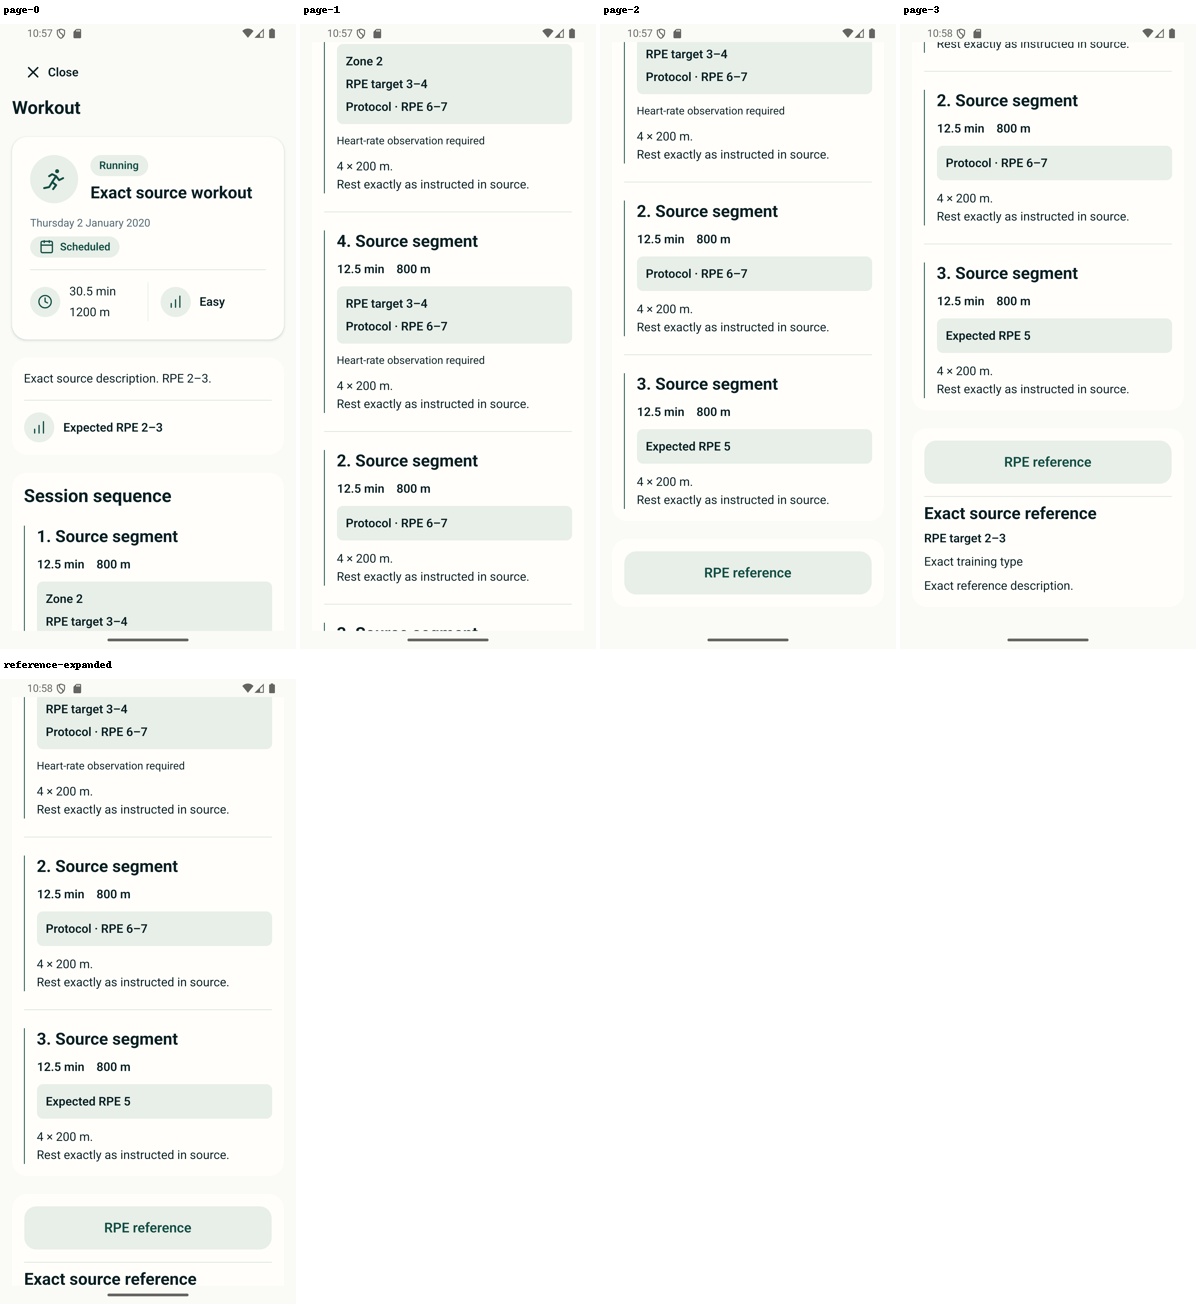 page-0
10:57
Close
Workout
Running
Exact source workout
Thursday 2 January 2020
Scheduled
30.5 min
1200 m
Easy
Exact source description. RPE 2–3.
Expected RPE 2–3
Session sequence
1. Source segment
12.5 min 800 m
Zone 2
RPE target 3–4
page-1
10:57
Zone 2
RPE target 3–4
Protocol · RPE 6–7
Heart-rate observation required
4 × 200 m.
Rest exactly as instructed in source.
4. Source segment
12.5 min 800 m
RPE target 3–4
Protocol · RPE 6–7
Heart-rate observation required
4 × 200 m.
Rest exactly as instructed in source.
2. Source segment
12.5 min 800 m
Protocol · RPE 6–7
4 × 200 m.
Rest exactly as instructed in source.
3. Source segment
page-2
10:57
RPE target 3–4
Protocol · RPE 6–7
Heart-rate observation required
4 × 200 m.
Rest exactly as instructed in source.
2. Source segment
12.5 min 800 m
Protocol · RPE 6–7
4 × 200 m.
Rest exactly as instructed in source.
3. Source segment
12.5 min 800 m
Expected RPE 5
4 × 200 m.
Rest exactly as instructed in source.
RPE reference
page-3
10:58
Rest exactly as instructed in source.
2. Source segment
12.5 min 800 m
Protocol · RPE 6–7
4 × 200 m.
Rest exactly as instructed in source.
3. Source segment
12.5 min 800 m
Expected RPE 5
4 × 200 m.
Rest exactly as instructed in source.
RPE reference
Exact source reference
RPE target 2–3
Exact training type
Exact reference description.
reference-expanded
10:58
RPE target 3–4
Protocol · RPE 6–7
Heart-rate observation required
4 × 200 m.
Rest exactly as instructed in source.
2. Source segment
12.5 min 800 m
Protocol · RPE 6–7
4 × 200 m.
Rest exactly as instructed in source.
3. Source segment
12.5 min 800 m
Expected RPE 5
4 × 200 m.
Rest exactly as instructed in source.
RPE reference
Exact source reference